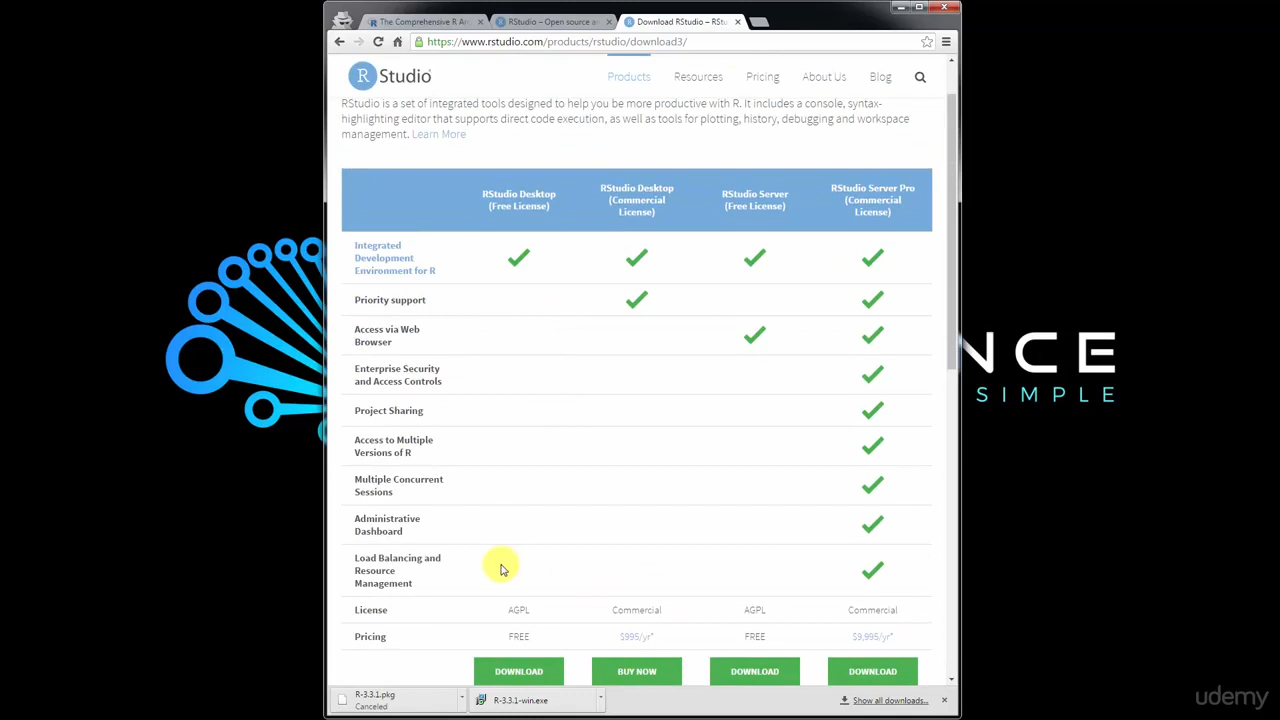 The Comprehensive R Ar
RStudio – Open source an
Download RStudio – RStu
https://www.rstudio.com/products/rstudio/download3/
R Studio
Products
Resources
Pricing
About Us
Blog
RStudio is a set of integrated tools designed to help you be more productive with R. It includes a console, syntax-
highlighting editor that supports direct code execution, as well as tools for plotting, history, debugging and workspace
management. Learn More
RStudio Desktop
(Free License)
RStudio Desktop
(Commercial
License)
RStudio Server
(Free License)
RStudio Server Pro
(Commercial
License)
Integrated
Development
Environment for R
Priority support
Access via Web
Browser
Enterprise Security
and Access Controls
Project Sharing
Access to Multiple
Versions of R
Multiple Concurrent
Sessions
Administrative
Dashboard
Load Balancing and
Resource
Management
License AGPL Commercial AGPL Commercial
Pricing FREE $995/yr* FREE $9,995/yr*
DOWNLOAD BUY NOW DOWNLOAD DOWNLOAD
R-3.3.1.pkg
Canceled
R-3.3.1-win.exe
Show all downloads...
NCE
SIMPLE
udemy